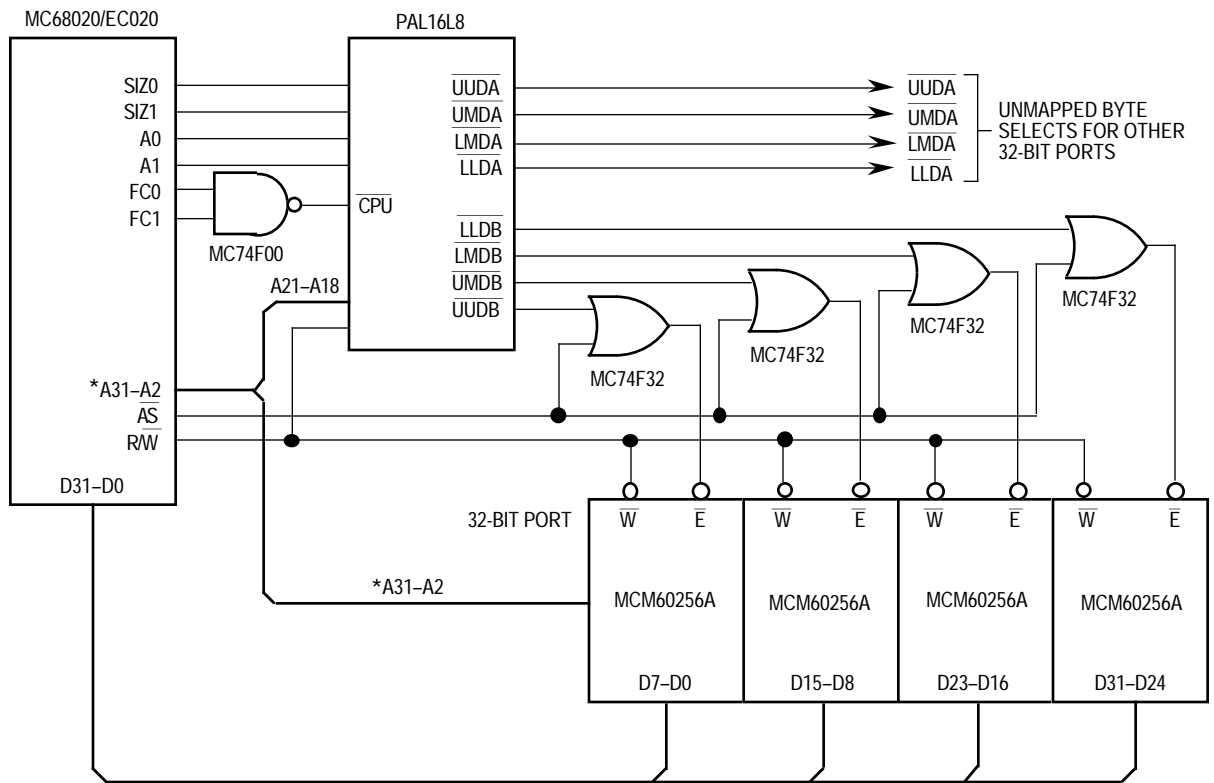 MC68020/EC020
PAL16L8
SIZ0
SIZ1
A0
A1
FC0
FC1
MC74F00
CPU
A21–A18
*A31–A2
AS
R/W
D31–D0
UUDA
UMDA
LMDA
LLDA
LLDB
LMDB
UMDB
UUDB
UUDA
UMDA
LMDA
LLDA
UNMAPPED BYTE
SELECTS FOR OTHER
32-BIT PORTS
MC74F32
MC74F32
MC74F32
MC74F32
32-BIT PORT
W E
W E
W E
W E
*A31–A2
MCM60256A
MCM60256A
MCM60256A
MCM60256A
D7–D0
D15–D8
D23–D16
D31–D24